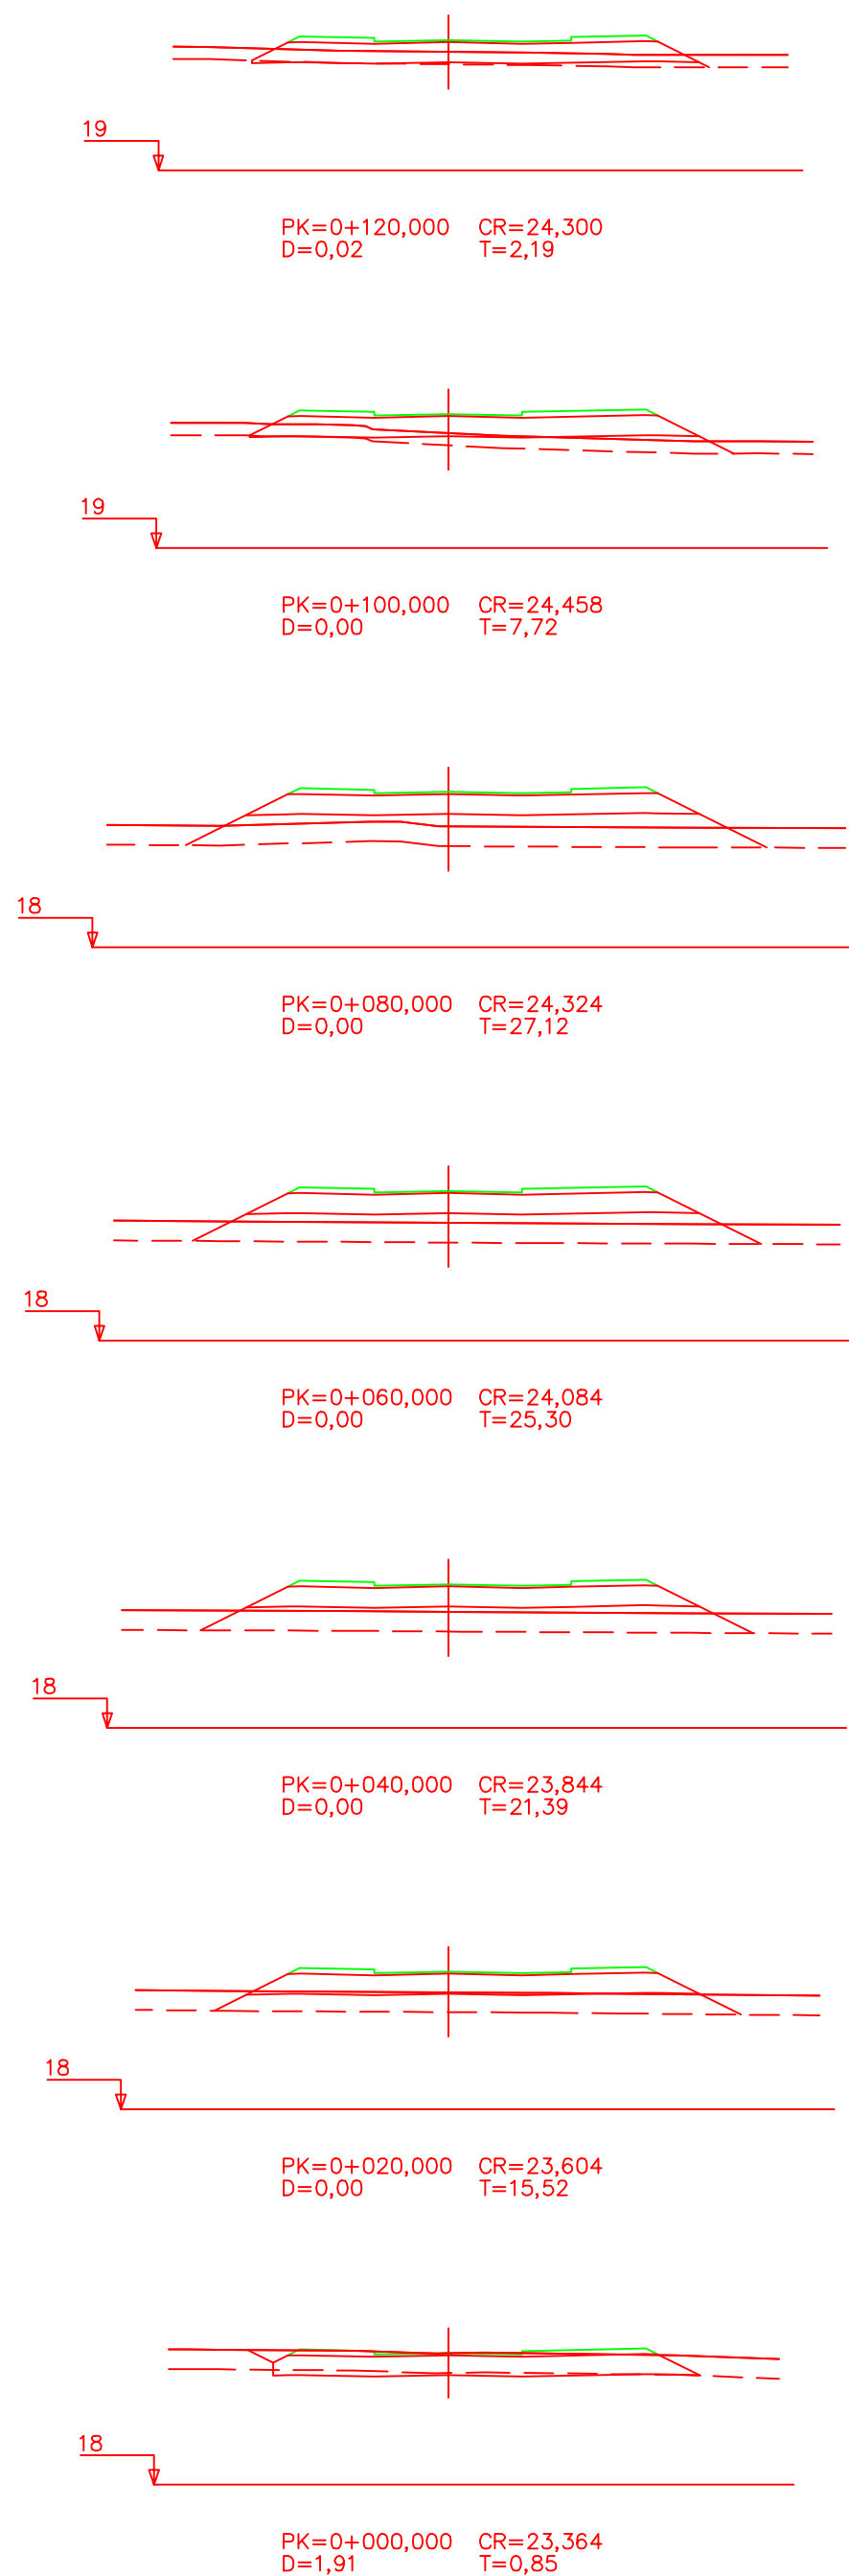 19
PK=0+120,000 CR=24,300
D=0,02 T=2,19
19
PK=0+100,000 CR=24,458
D=0,00 T=7,72
18
PK=0+080,000 CR=24,324
D=0,00 T=27,12
18
PK=0+060,000 CR=24,084
D=0,00 T=25,30
18
PK=0+040,000 CR=23,844
D=0,00 T=21,39
18
PK=0+020,000 CR=23,604
D=0,00 T=15,52
18
PK=0+000,000 CR=23,364
D=1,91 T=0,85